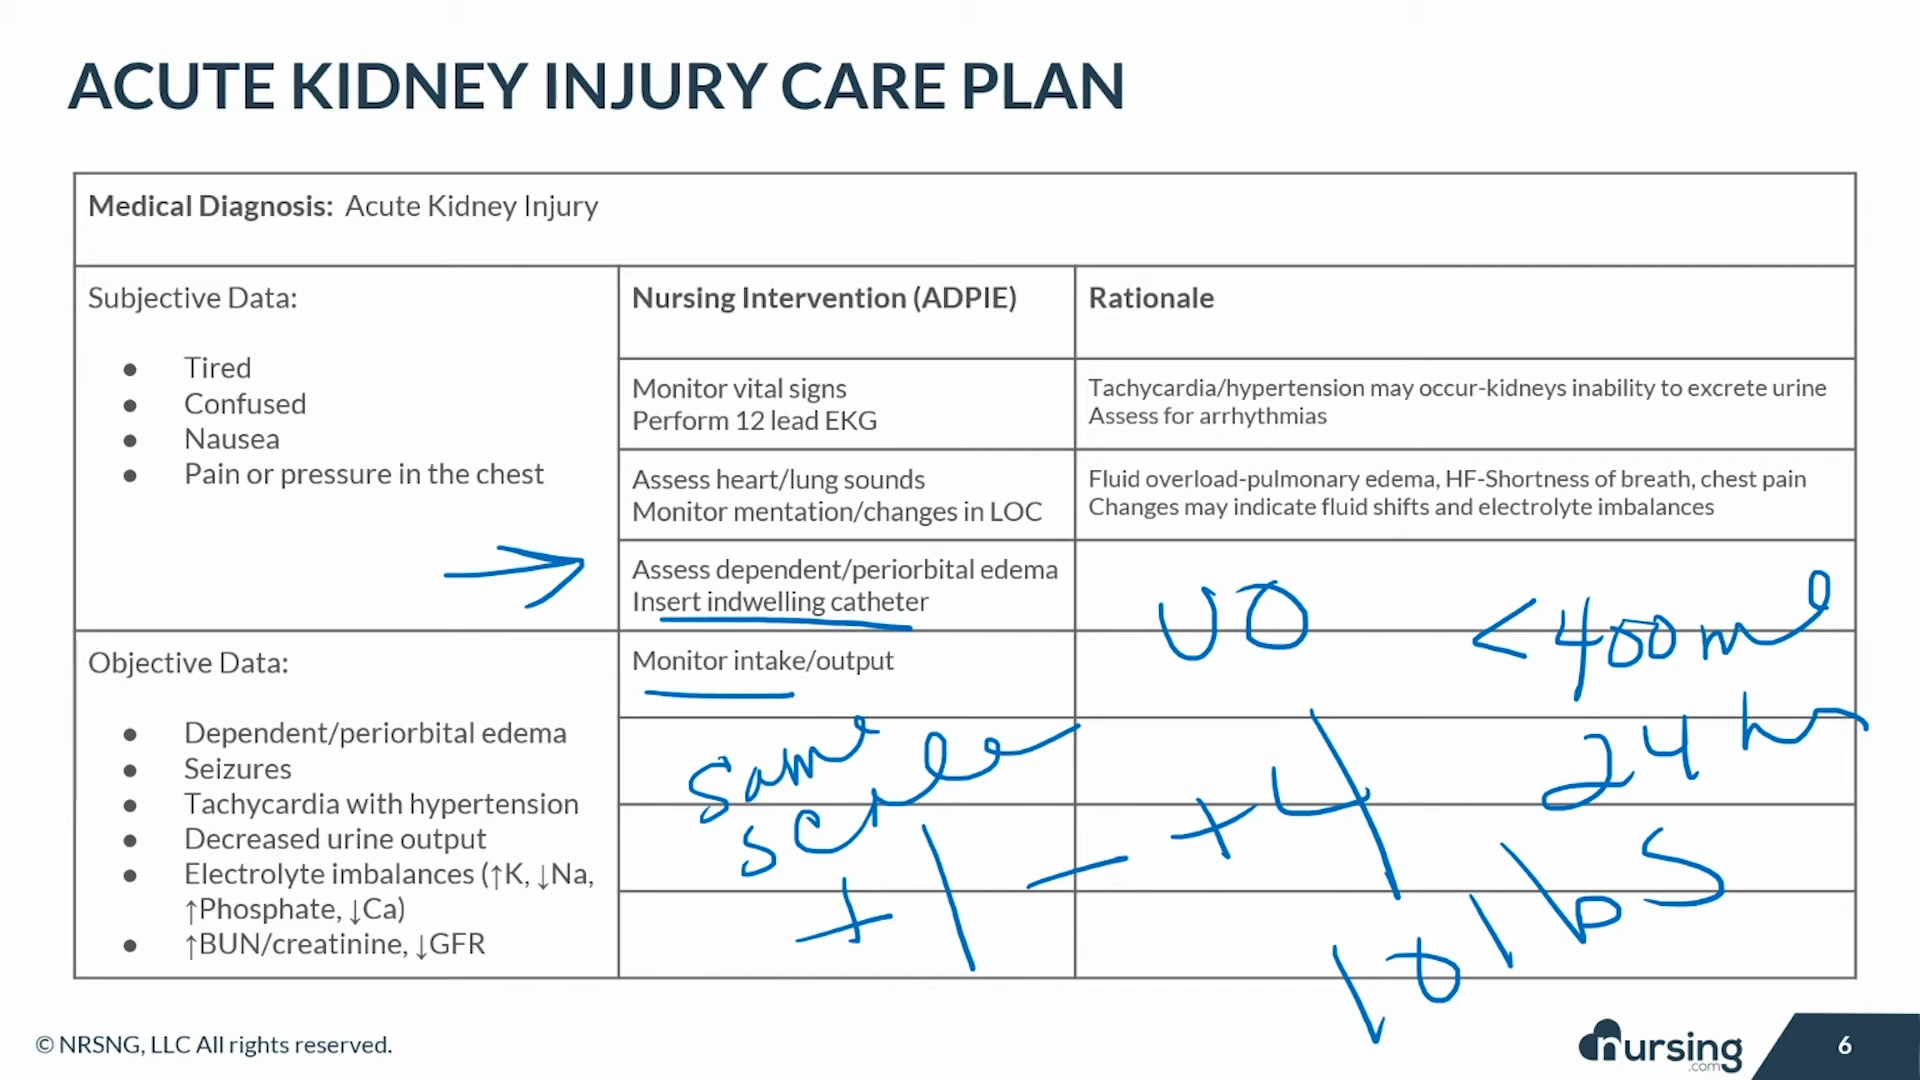 ACUTE KIDNEY INJURY CARE PLAN
Medical Diagnosis: Acute Kidney Injury
Subjective Data:
● Tired
● Confused
● Nausea
● Pain or pressure in the chest
Nursing Intervention (ADPIE)
Rationale
Monitor vital signs
Perform 12 lead EKG
Tachycardia/hypertension may occur-kidneys inability to excrete urine
Assess for arrhythmias
Assess heart/lung sounds
Monitor mentation/changes in LOC
Fluid overload-pulmonary edema, HF-Shortness of breath, chest pain
Changes may indicate fluid shifts and electrolyte imbalances
Assess dependent/periorbital edema
Insert indwelling catheter
UO <400ml
24 hr
Objective Data:
● Dependent/periorbital edema
● Seizures
● Tachycardia with hypertension
● Decreased urine output
● Electrolyte imbalances (↑K, ↓Na,
↑Phosphate, ↓Ca)
● ↑BUN/creatinine, ↓GFR
Monitor intake/output
same
scale
+1 - +4
10 lbs
© NRSNG, LLC All rights reserved.
nursing
.com
6